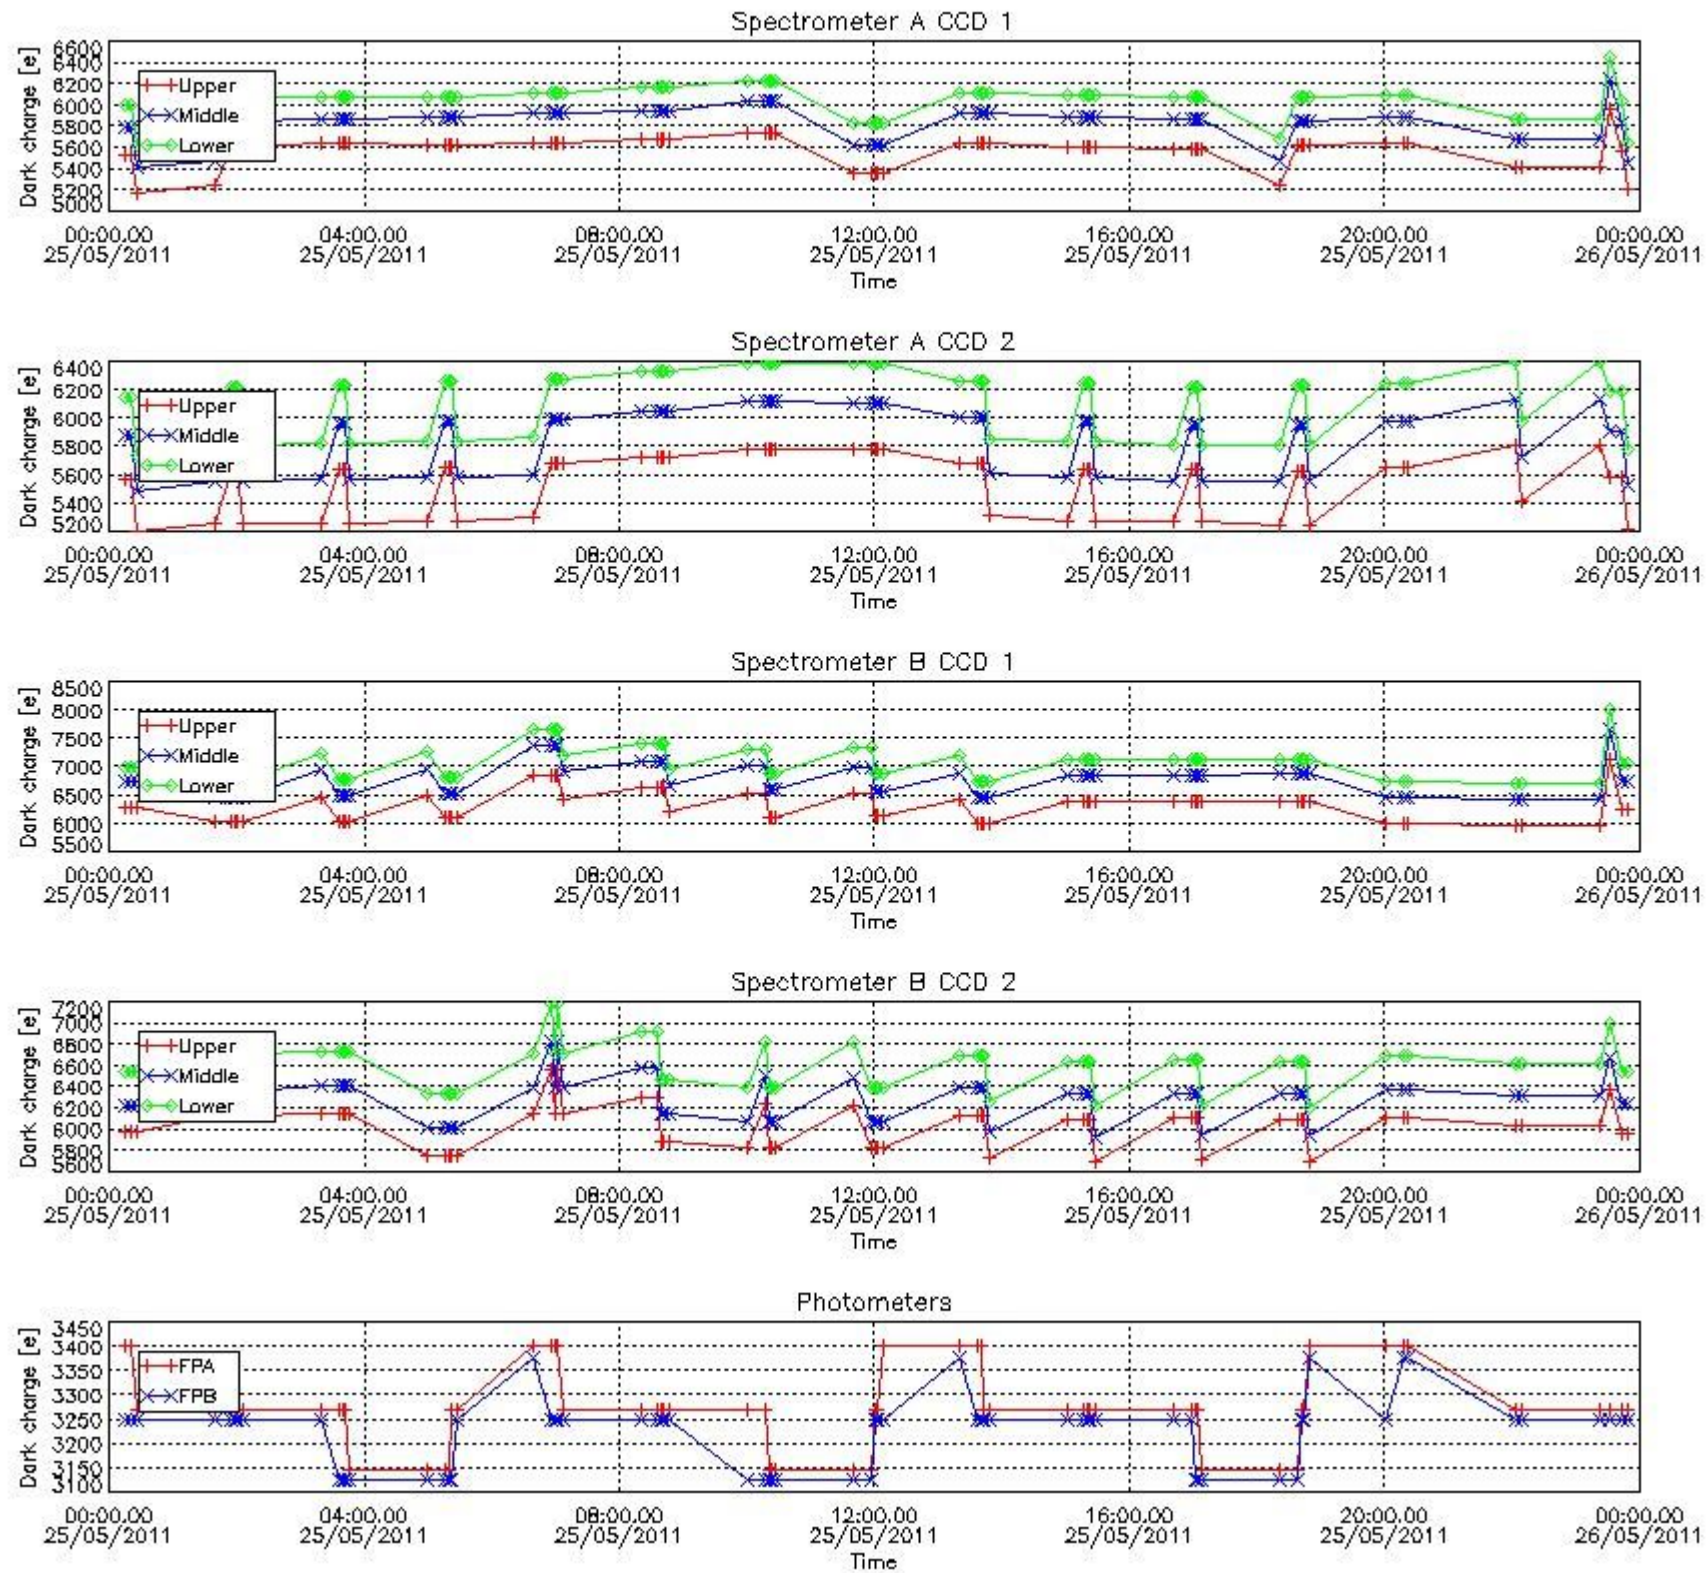 Spectrometer A CCD 1
Dark charge [e]
6600
6400
6200
6000
5800
5600
5400
5200
5000
Upper
Middle
Lower
00:00.00 04:00.00 08:00.00 12:00.00 16:00.00 20:00.00 00:00.00
25/05/2011 25/05/2011 25/05/2011 25/05/2011 25/05/2011 25/05/2011 26/05/2011
Time
Spectrometer A CCD 2
Dark charge [e]
6400
6200
6000
5800
5600
5400
5200
Upper
Middle
Lower
00:00.00 04:00.00 08:00.00 12:00.00 16:00.00 20:00.00 00:00.00
25/05/2011 25/05/2011 25/05/2011 25/05/2011 25/05/2011 25/05/2011 26/05/2011
Time
Spectrometer B CCD 1
Dark charge [e]
8500
8000
7500
7000
6500
6000
5500
Upper
Middle
Lower
00:00.00 04:00.00 08:00.00 12:00.00 16:00.00 20:00.00 00:00.00
25/05/2011 25/05/2011 25/05/2011 25/05/2011 25/05/2011 25/05/2011 26/05/2011
Time
Spectrometer B CCD 2
Dark charge [e]
7200
7000
6800
6600
6400
6200
6000
5800
5600
Upper
Middle
Lower
00:00.00 04:00.00 08:00.00 12:00.00 16:00.00 20:00.00 00:00.00
25/05/2011 25/05/2011 25/05/2011 25/05/2011 25/05/2011 25/05/2011 26/05/2011
Time
Photometers
Dark charge [e]
3450
3400
3350
3300
3250
3200
3150
3100
FPA
FPB
00:00.00 04:00.00 08:00.00 12:00.00 16:00.00 20:00.00 00:00.00
25/05/2011 25/05/2011 25/05/2011 25/05/2011 25/05/2011 25/05/2011 26/05/2011
Time